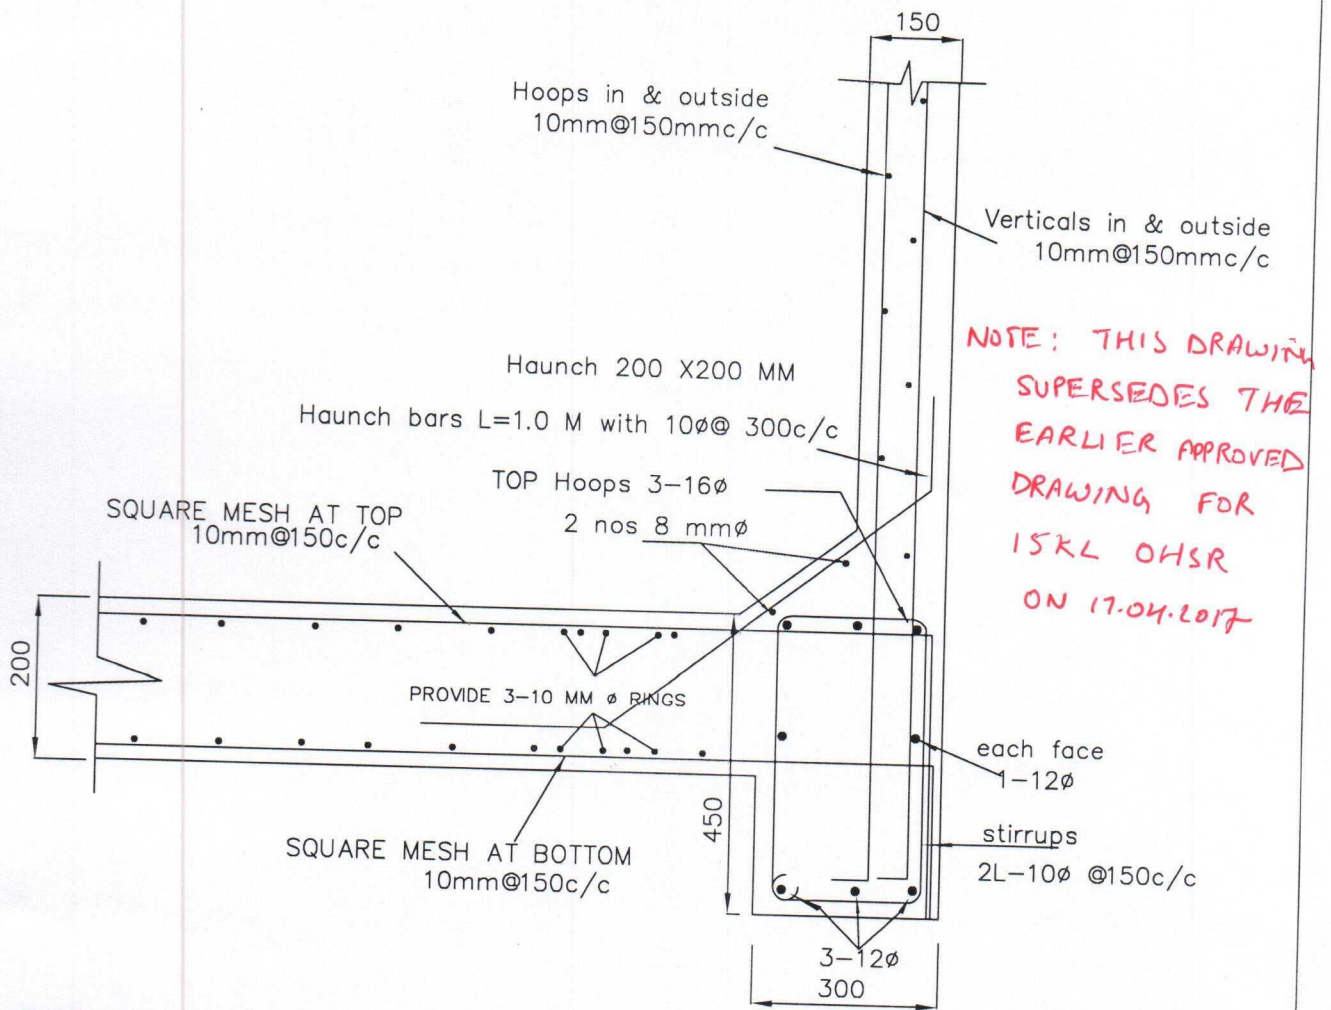 150
Hoops in & outside
10mm@150mmc/c
Verticals in & outside
10mm@150mmc/c
NOTE: THIS DRAWING
SUPERSEDES THE
EARLIER APPROVED
DRAWING FOR
15KL OHSR
ON 17.04.2017
Haunch 200 X200 MM
Haunch bars L=1.0 M with 10ø@ 300c/c
TOP Hoops 3-16ø
2 nos 8 mmø
SQUARE MESH AT TOP
10mm@150c/c
200
PROVIDE 3-10 MM ø RINGS
each face
1-12ø
450
stirrups
2L-10ø @150c/c
SQUARE MESH AT BOTTOM
10mm@150c/c
3-12ø
300